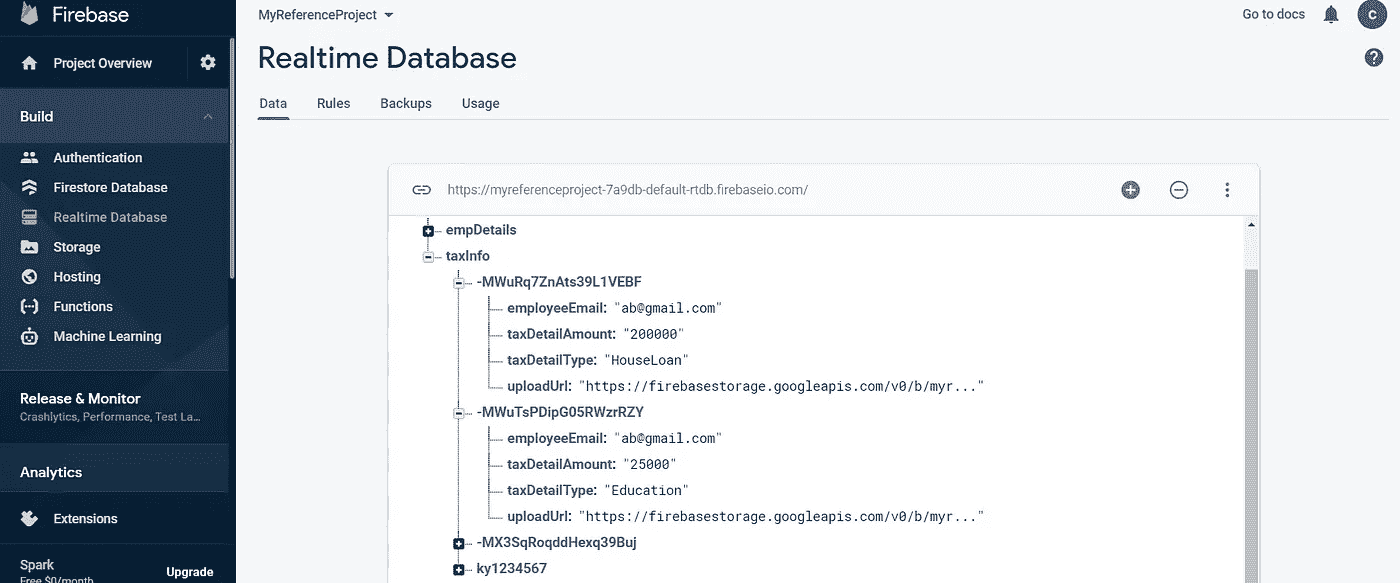 Firebase
MyReferenceProject
Go to docs
C
Project Overview
Realtime Database
?
Data Rules Backups Usage
Build
Authentication
Firestore Database
Realtime Database
Storage
Hosting
Functions
Machine Learning
Release & Monitor
Crashlytics, Performance, Test La...
Analytics
Extensions
Spark
Free $0/month
Upgrade
https://myreferenceproject-7a9db-default-rtdb.firebaseio.com/
empDetails
taxInfo
-MWuRq7ZnAts39L1VEBF
employeeEmail: "ab@gmail.com"
taxDetailAmount: "200000"
taxDetailType: "HouseLoan"
uploadUrl: "https://firebasestorage.googleapis.com/v0/b/myr..."
-MWuTsPDipG05RWzrRZY
employeeEmail: "ab@gmail.com"
taxDetailAmount: "25000"
taxDetailType: "Education"
uploadUrl: "https://firebasestorage.googleapis.com/v0/b/myr..."
-MX3SqRoqddHexq39Buj
ky1234567